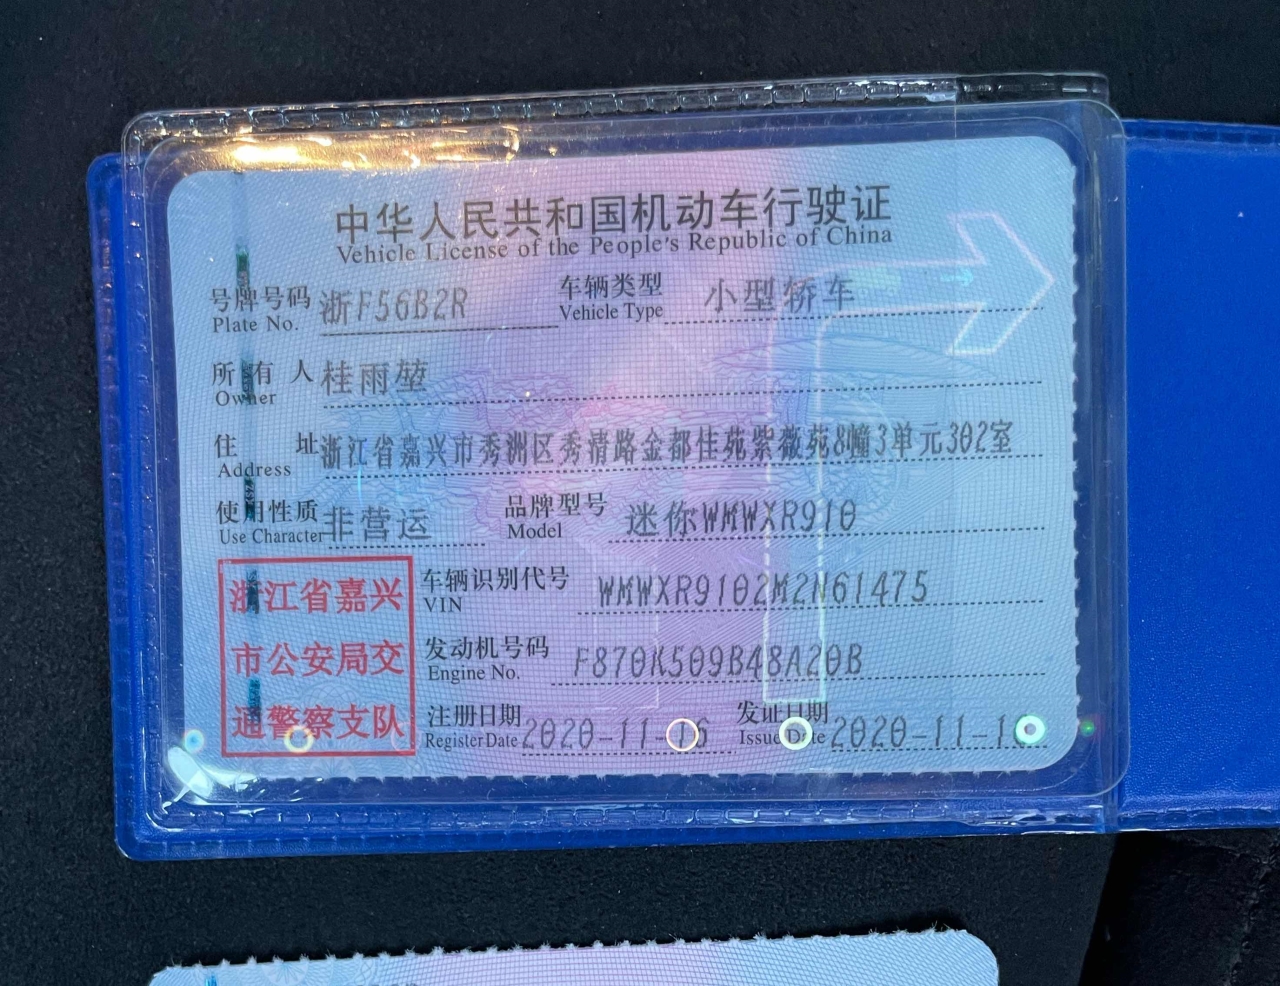 中华人民共和国机动车行驶证
Vehicle License of the People's Republic of China
号牌号码 浙F56B2R 车辆类型 小型轿车
Plate No. Vehicle Type
所有人 桂雨堃
Owner
住址 浙江省嘉兴市秀洲区秀清路金都佳苑紫薇苑8幢3单元302室
Address
使用性质 非营运 品牌型号 迷你WMWXR910
Use Character Model
浙江省嘉兴
市公安局交
通警察支队
车辆识别代号 WMWXR9102M2N61475
VIN
发动机号码 F870K509B48A20B
Engine No.
注册日期 2020-11-16 发证日期 2020-11-1
Register Date Issue Date